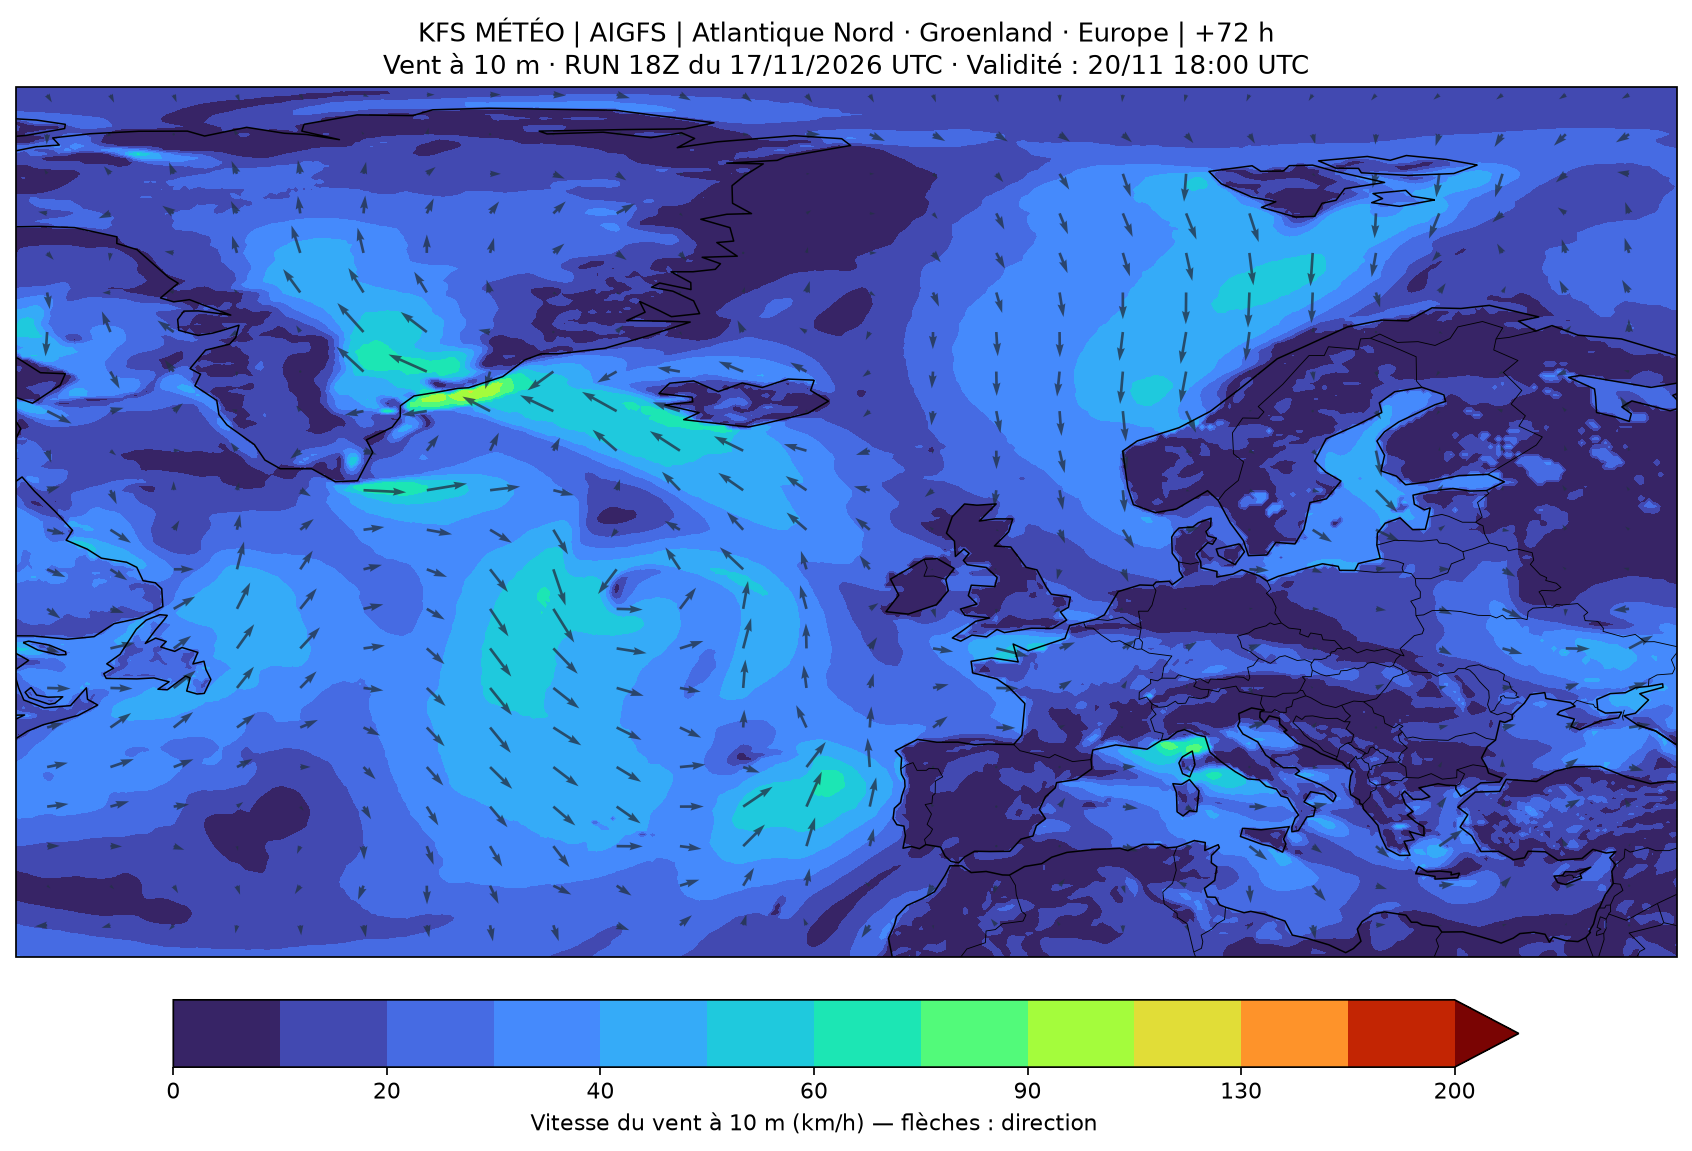 KFS MÉTÉO | AIGFS | Atlantique Nord · Groenland · Europe | +72 h
Vent à 10 m · RUN 18Z du 17/11/2026 UTC · Validité : 20/11 18:00 UTC
0 20 40 60 90 130 200
Vitesse du vent à 10 m (km/h) — flèches : direction